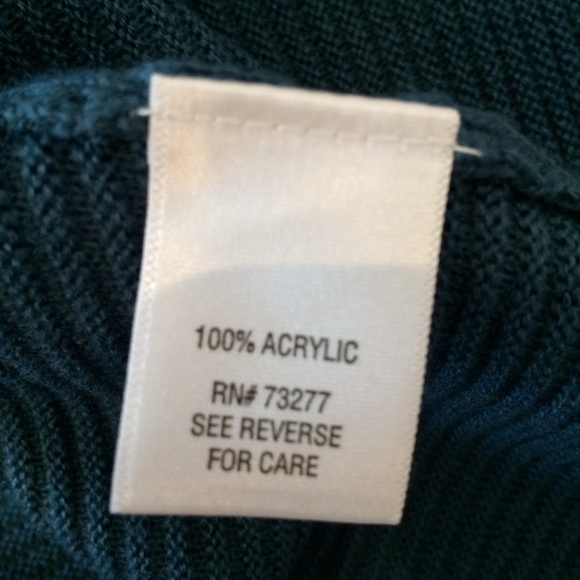 100% ACRYLIC
RN# 73277
SEE REVERSE
FOR CARE